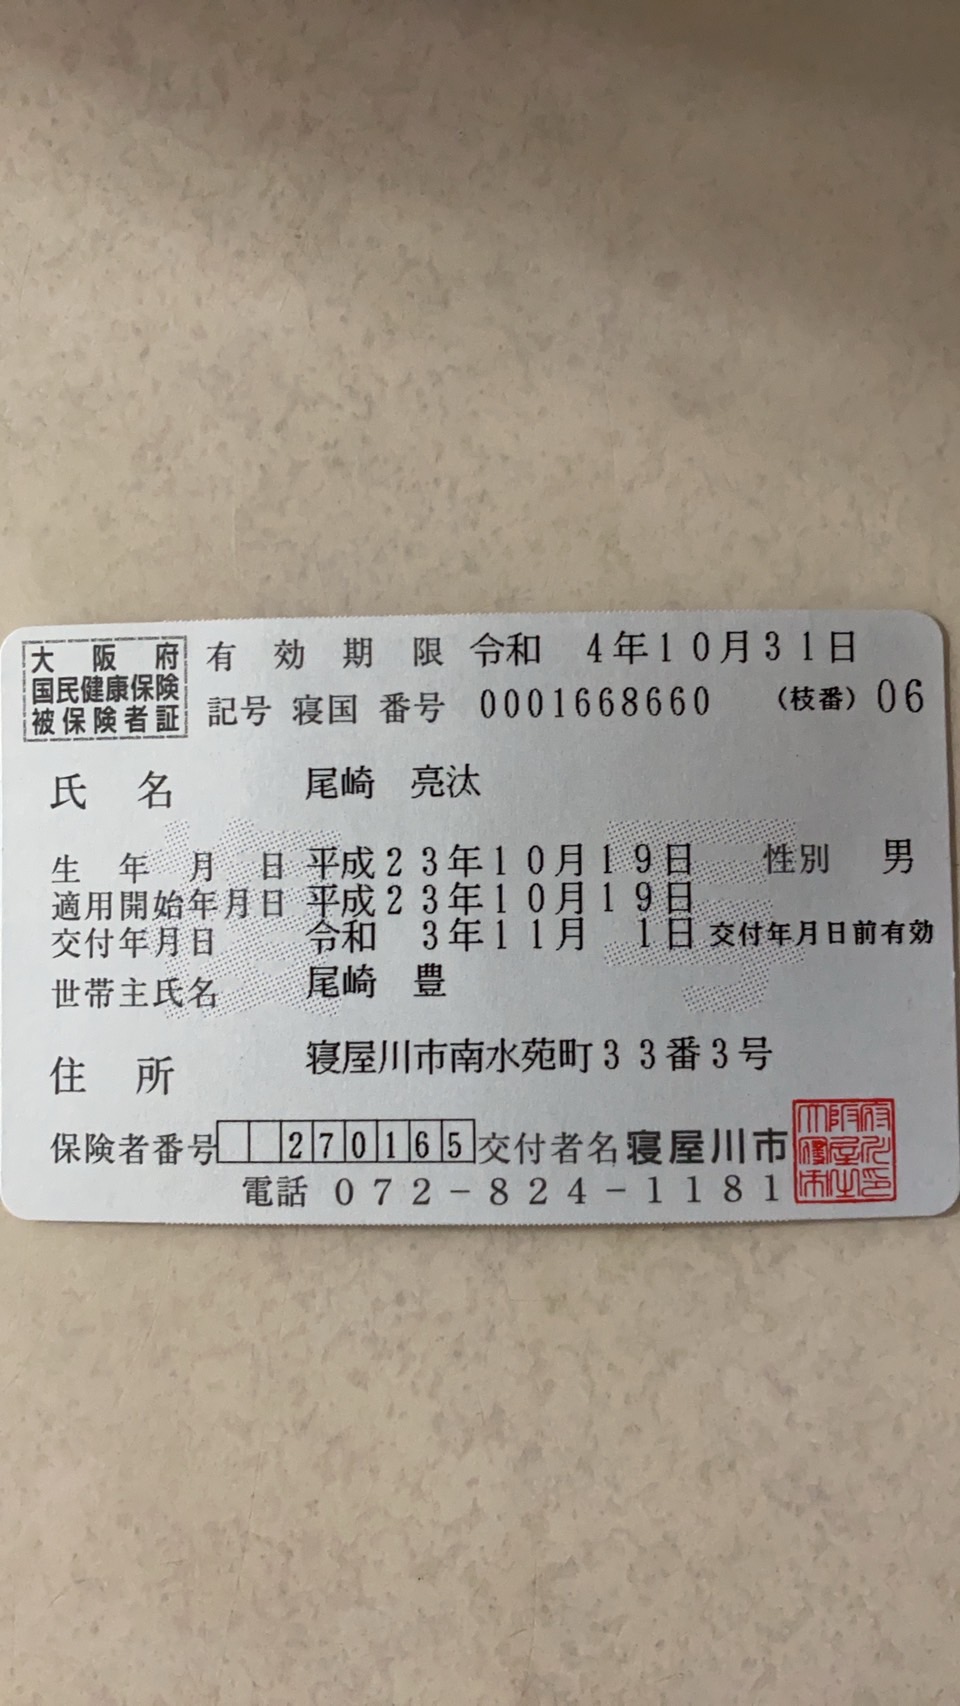 大阪府
国民健康保険
被保険者証
有効期限 令和 4年10月31日
記号 寝国 番号 0001668660 (枝番) 06
氏名 尾崎 亮汰
生年月日 平成23年10月19日 性別 男
適用開始年月日 平成23年10月19日
交付年月日 令和 3年11月 1日 交付年月日前有効
世帯主氏名 尾崎 豊
住所 寝屋川市南水苑町33番3号
保険者番号 270165 交付者名 寝屋川市
電話 072-824-1181